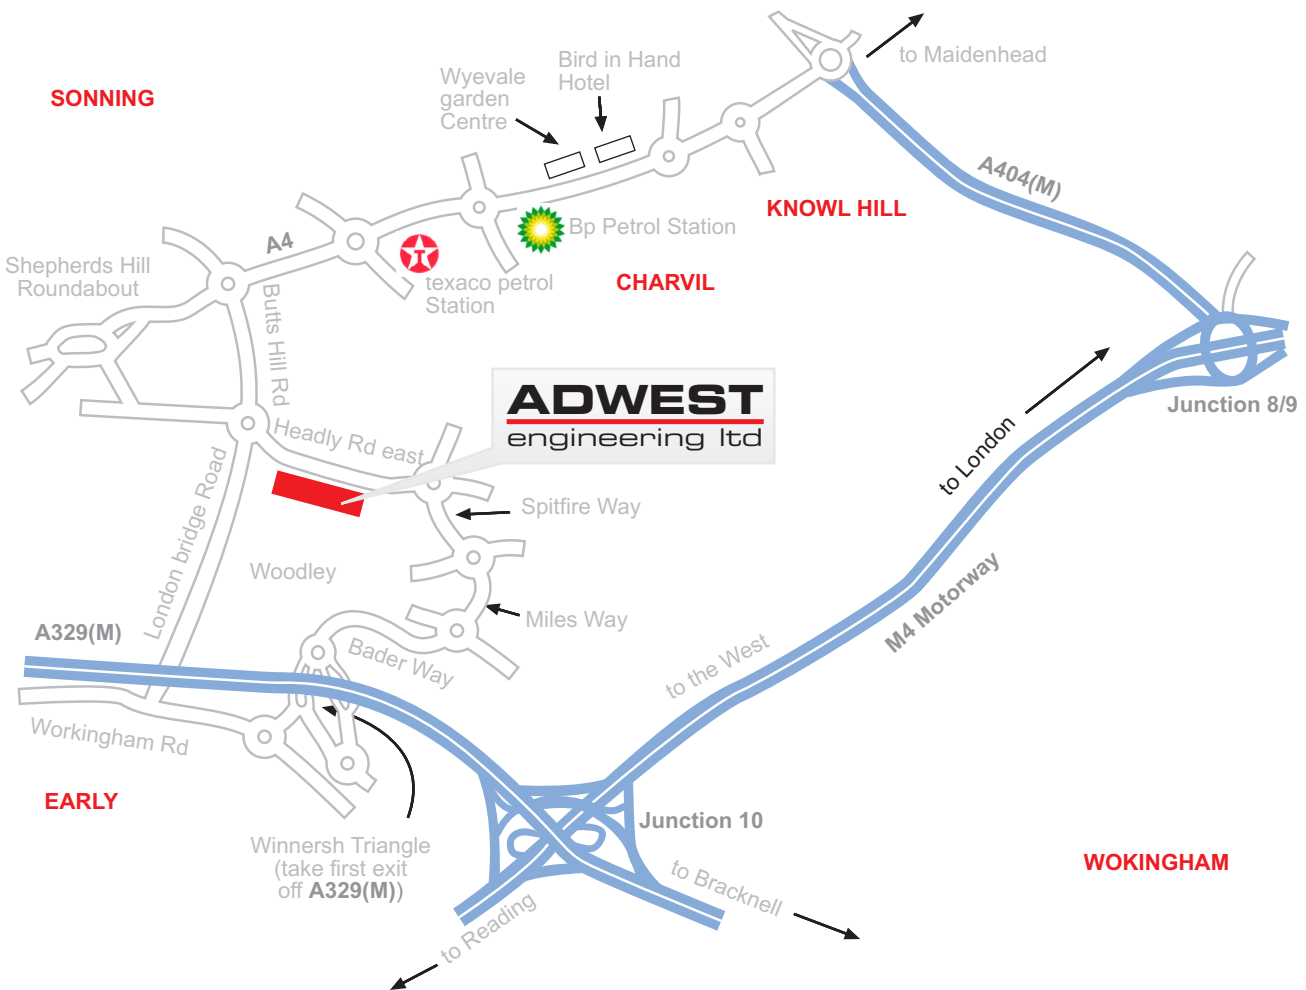 to Maidenhead
Bird in Hand
Hotel
Wyevale
garden
Centre
SONNING
A404(M)
KNOWL HILL
Bp Petrol Station
A4
Shepherds Hill
Roundabout
texaco petrol
Station
CHARVIL
Butts Hill Rd
ADWEST
engineering ltd
Junction 8/9
Headly Rd east
to London
London bridge Road
Spitfire Way
Woodley
M4 Motorway
Miles Way
A329(M)
Bader Way
to the West
Workingham Rd
EARLY
Junction 10
Winnersh Triangle
(take first exit
off A329(M))
WOKINGHAM
to Bracknell
to Reading